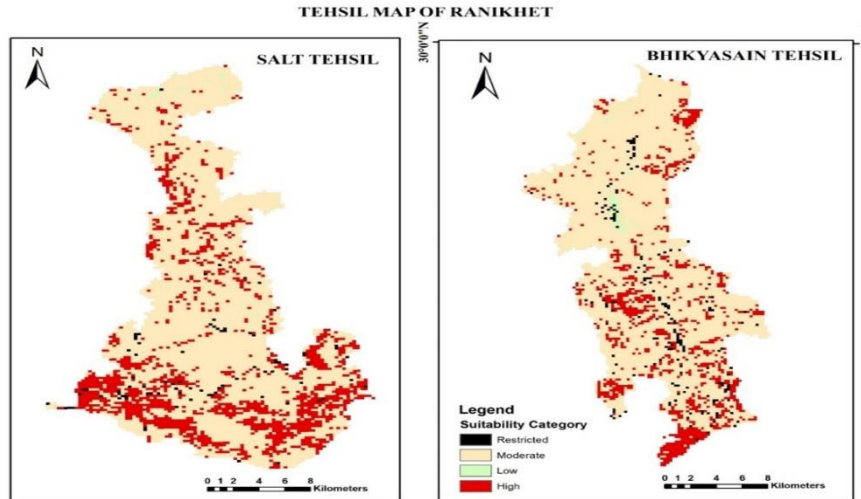 TEHSIL MAP OF RANIKHET
N
SALT TEHSIL
0 1 2 4 6 8
Kilometers
30°0'0"N
N
BHIKYASAIN TEHSIL
Legend
Suitability Category
Restricted
Moderate
Low
High
0 1 2 4 6 8
Kilometers